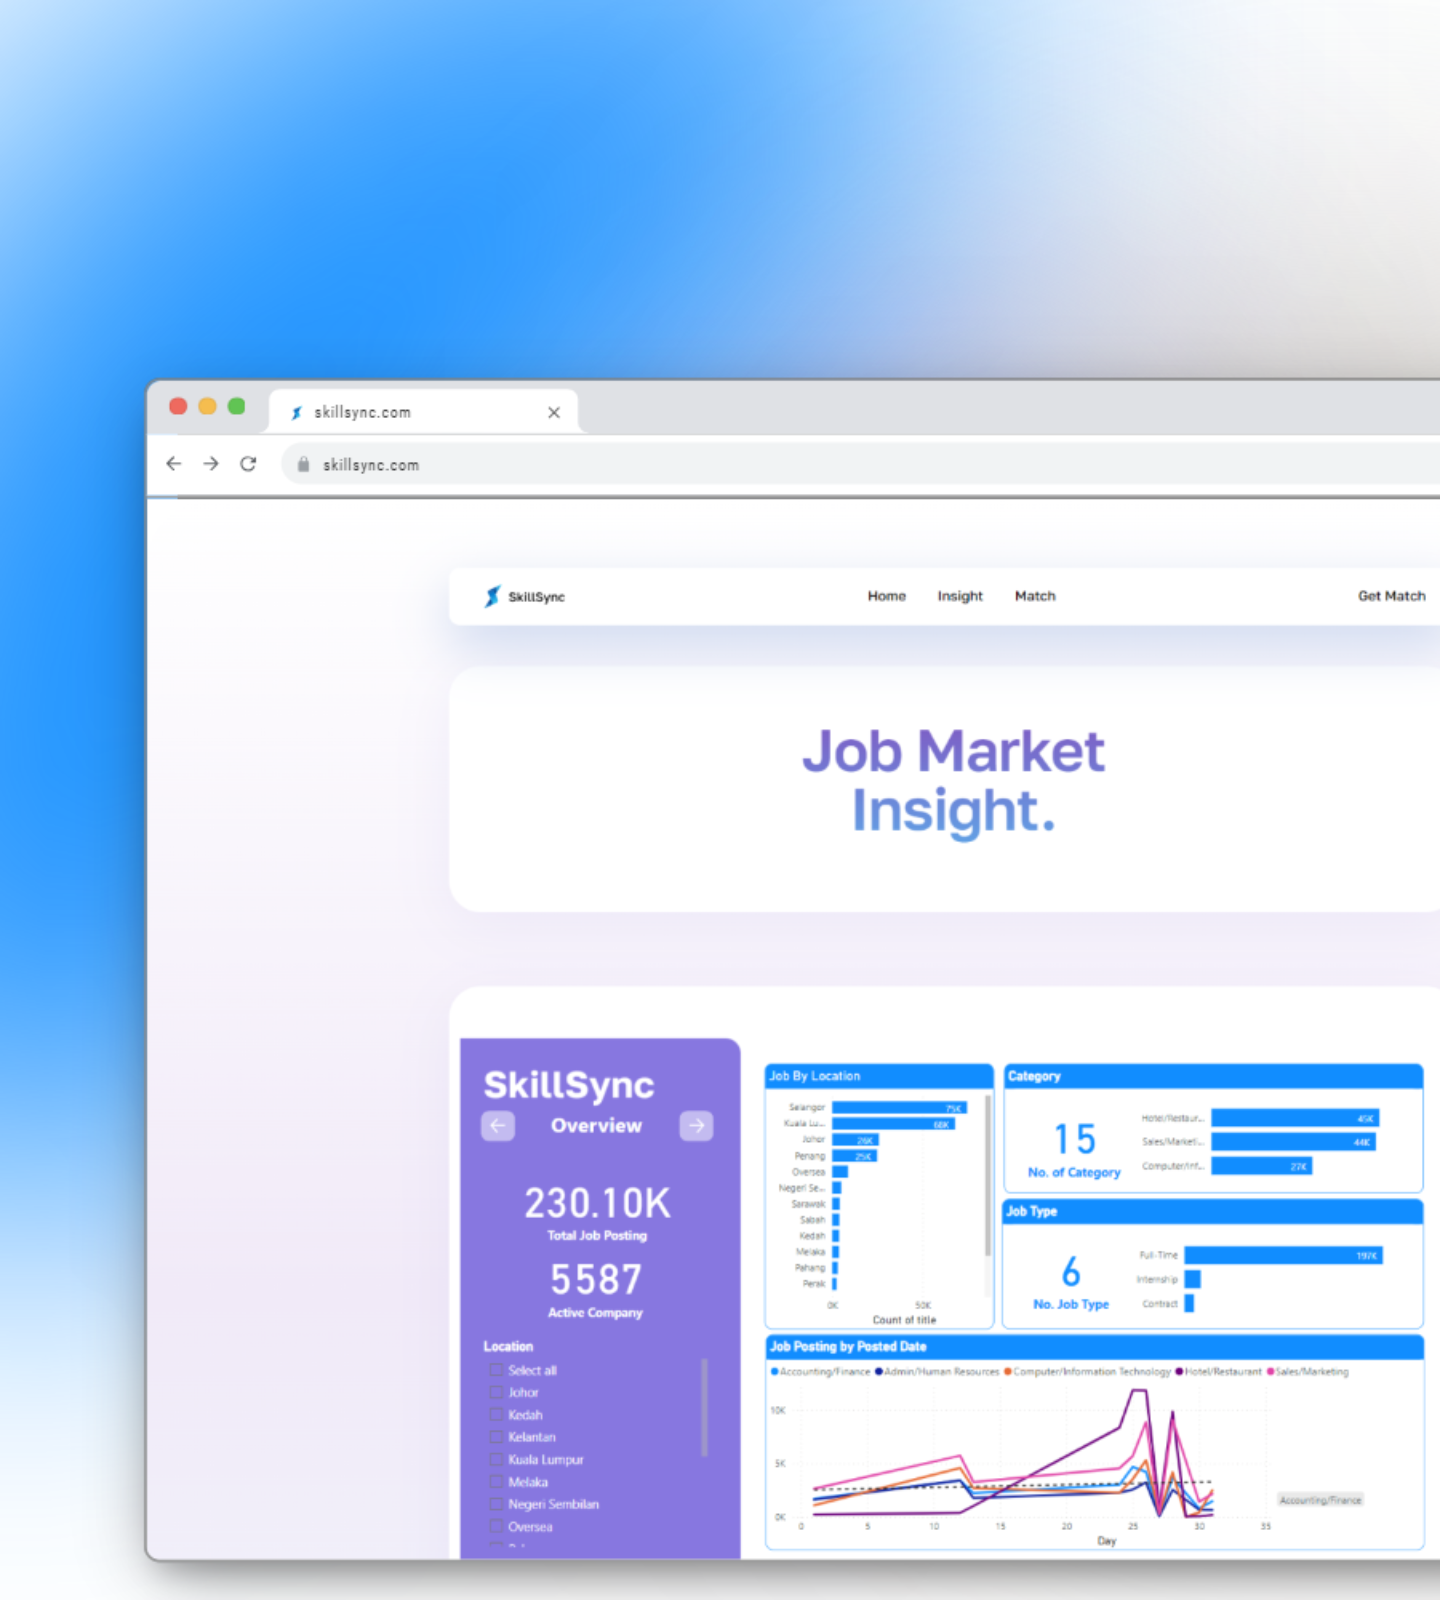 skillsync.com
skillsync.com
SkillSync
Home Insight Match
Get Match
Job Market
Insight.
SkillSync
Overview
230.10K
Total Job Posting
5587
Active Company
Location
Select all
Johor
Kedah
Kelantan
Kuala Lumpur
Melaka
Negeri Sembilan
Oversea
Job By Location
Selangor 75K
Kuala Lu... 68K
Johor 26K
Penang 25K
Oversea
Negeri Se...
Sarawak
Sabah
Kedah
Melaka
Pahang
Perak
0K 50K
Count of title
Category
15
No. of Category
Hotel/Restaur... 45K
Sales/Marketi... 44K
Computer/Inf... 27K
Job Type
6
No. Job Type
Full-Time 197K
Internship
Contract
Job Posting by Posted Date
Accounting/Finance Admin/Human Resources Computer/Information Technology Hotel/Restaurant Sales/Marketing
10K
5K
0K
0 5 10 15 20 25 30 35
Day
Accounting/Finance